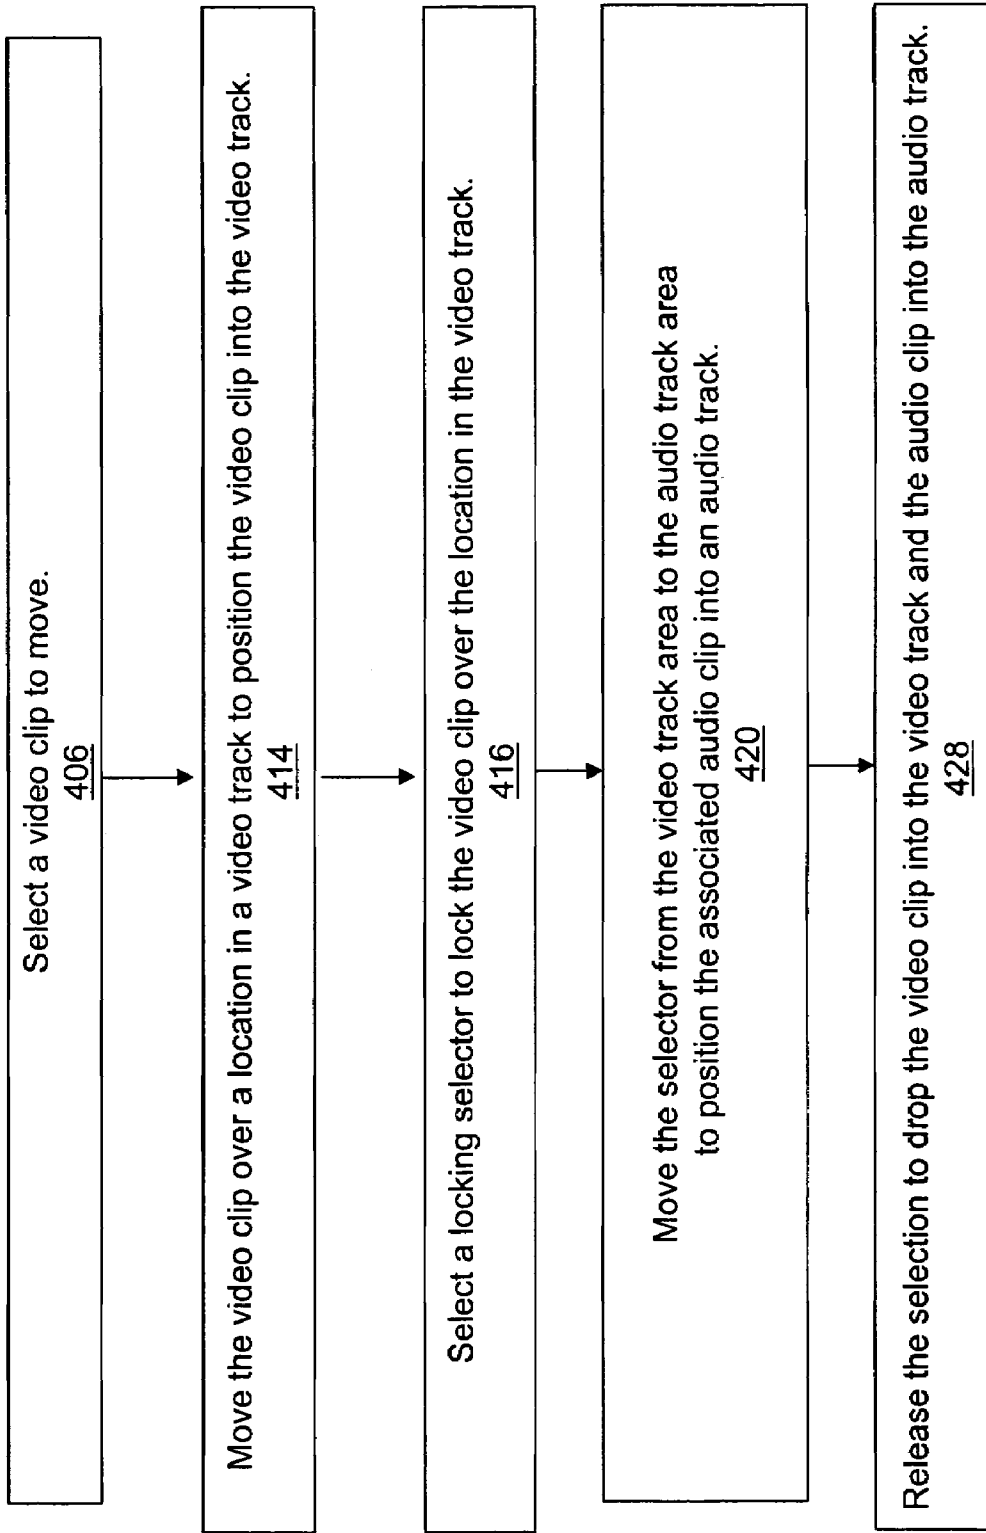 Select a video clip to move.
406
Move the video clip over a location in a video track to position the video clip into the video track.
414
Select a locking selector to lock the video clip over the location in the video track.
416
Move the selector from the video track area to the audio track area
to position the associated audio clip into an audio track.
420
Release the selection to drop the video clip into the video track and the audio clip into the audio track.
428